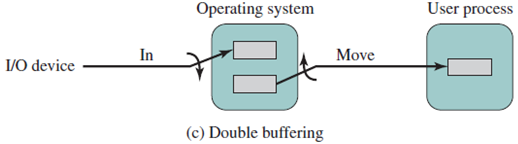 Operating system
User process
I/O device
In
Move
(c) Double buffering